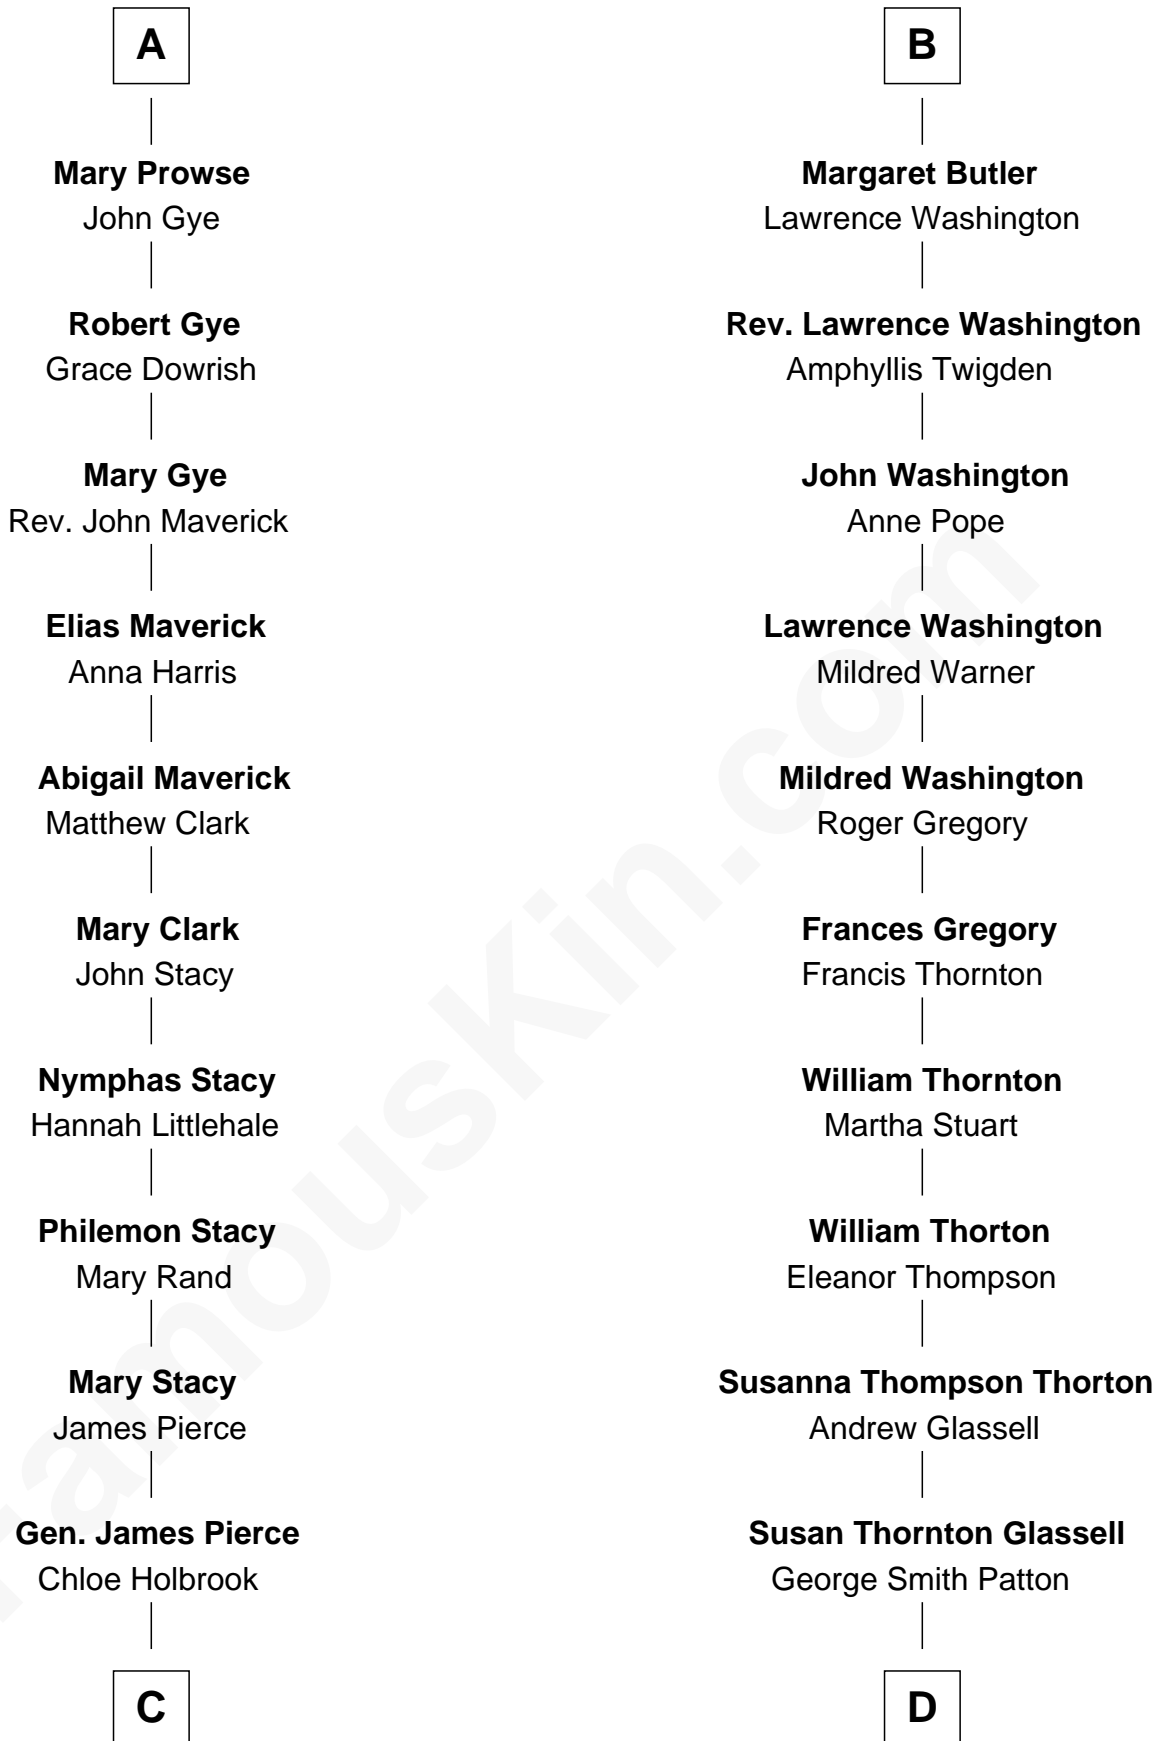 A
Mary Prowse
John Gye
Robert Gye
Grace Dowrish
Mary Gye
Rev. John Maverick
Elias Maverick
Anna Harris
Abigail Maverick
Matthew Clark
Mary Clark
John Stacy
Nymphas Stacy
Hannah Littlehale
Philemon Stacy
Mary Rand
Mary Stacy
James Pierce
Gen. James Pierce
Chloe Holbrook
C
B
Margaret Butler
Lawrence Washington
Rev. Lawrence Washington
Amphyllis Twigden
John Washington
Anne Pope
Lawrence Washington
Mildred Warner
Mildred Washington
Roger Gregory
Frances Gregory
Francis Thornton
William Thornton
Martha Stuart
William Thorton
Eleanor Thompson
Susanna Thompson Thorton
Andrew Glassell
Susan Thornton Glassell
George Smith Patton
D
FamousKin.com